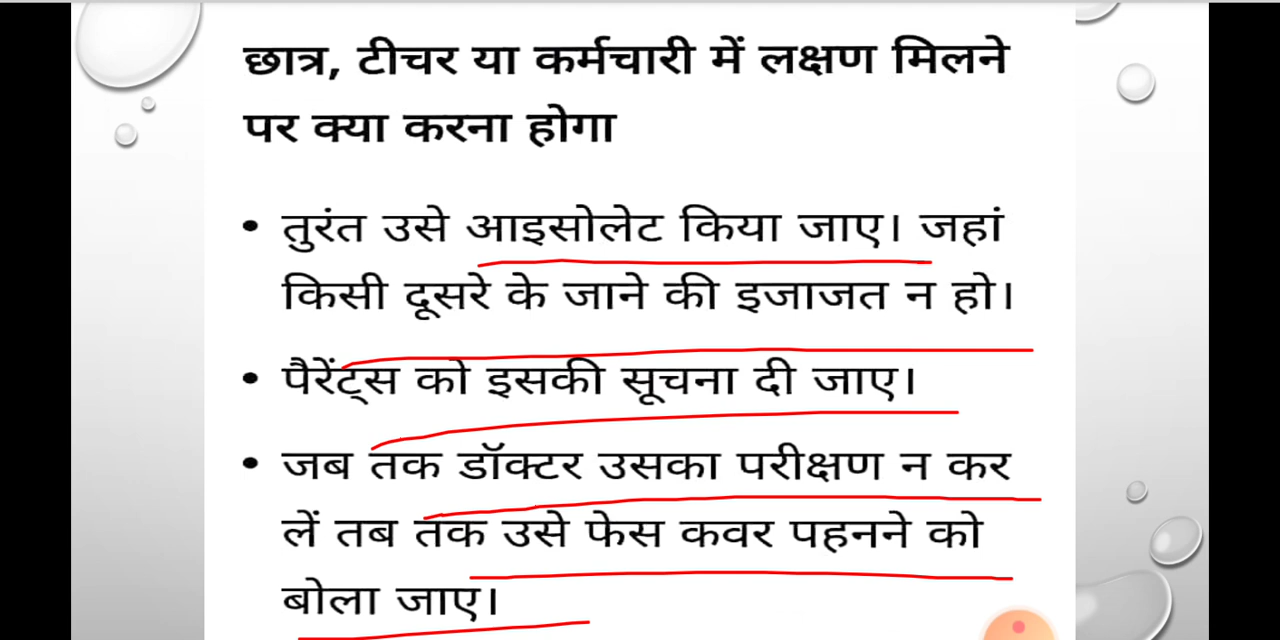 छात्र, टीचर या कर्मचारी में लक्षण मिलने
पर क्या करना होगा
• तुरंत उसे आइसोलेट किया जाए। जहां
किसी दूसरे के जाने की इजाजत न हो।
• पैरेंट्स को इसकी सूचना दी जाए।
• जब तक डॉक्टर उसका परीक्षण न कर
लें तब तक उसे फेस कवर पहनने को
बोला जाए।